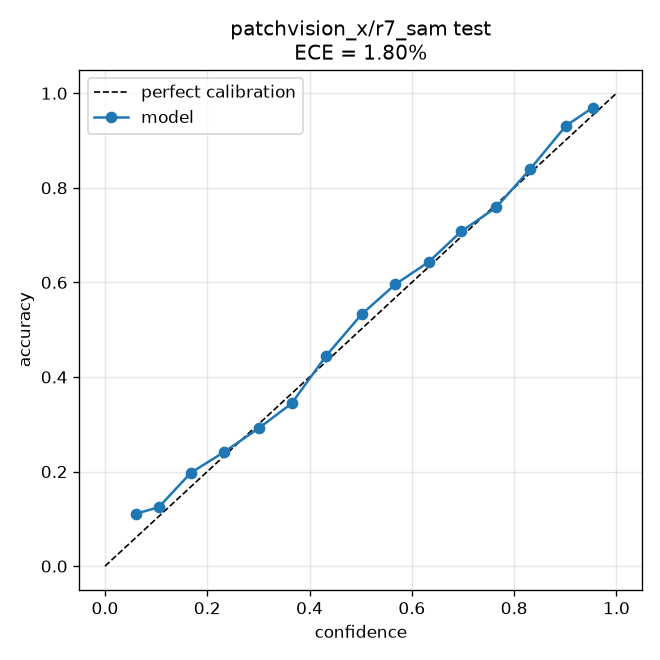 patchvision_x/r7_sam test
ECE = 1.80%
perfect calibration
model
1.0
0.8
0.6
0.4
0.2
0.0
accuracy
0.0 0.2 0.4 0.6 0.8 1.0
confidence